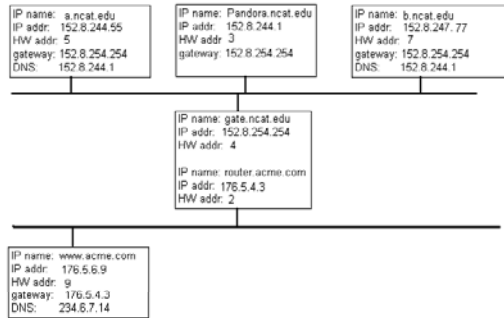 IP name: a.ncat.edu
IP addr: 152.8.244.55
HW addr: 5
gateway: 152.8.254.254
DNS: 152.8.244.1
IP name: Pandora.ncat.edu
IP addr: 152.8.244.1
HW addr: 3
gateway: 152.8.254.254
IP name: b.ncat.edu
IP addr: 152.8.247.77
HW addr: 7
gateway: 152.8.254.254
DNS: 152.8.244.1
IP name: gate.ncat.edu
IP addr: 152.8.254.254
HW addr: 4
IP name: router.acme.com
IP addr: 176.5.4.3
HW addr: 2
IP name: www.acme.com
IP addr: 176.5.6.9
HW addr: 9
gateway: 176.5.4.3
DNS: 234.6.7.14